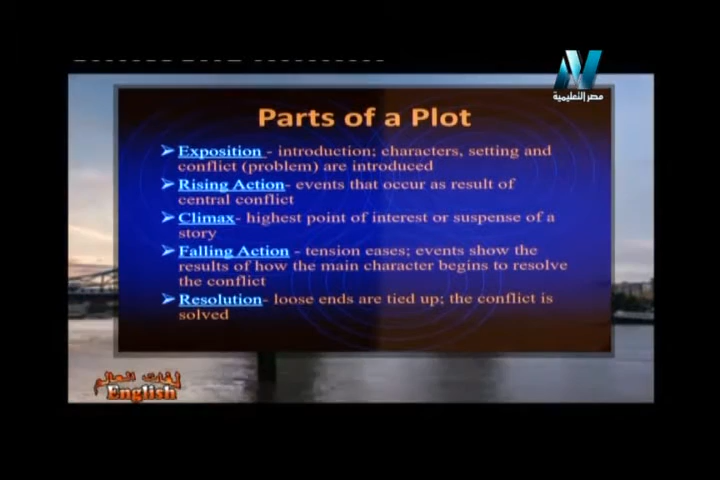 مصر التعليمية
Parts of a Plot
➢ Exposition - introduction; characters, setting and
conflict (problem) are introduced
➢ Rising Action- events that occur as result of
central conflict
➢ Climax- highest point of interest or suspense of a
story
➢ Falling Action - tension eases; events show the
results of how the main character begins to resolve
the conflict
➢ Resolution- loose ends are tied up; the conflict is
solved
لغات العالم
English